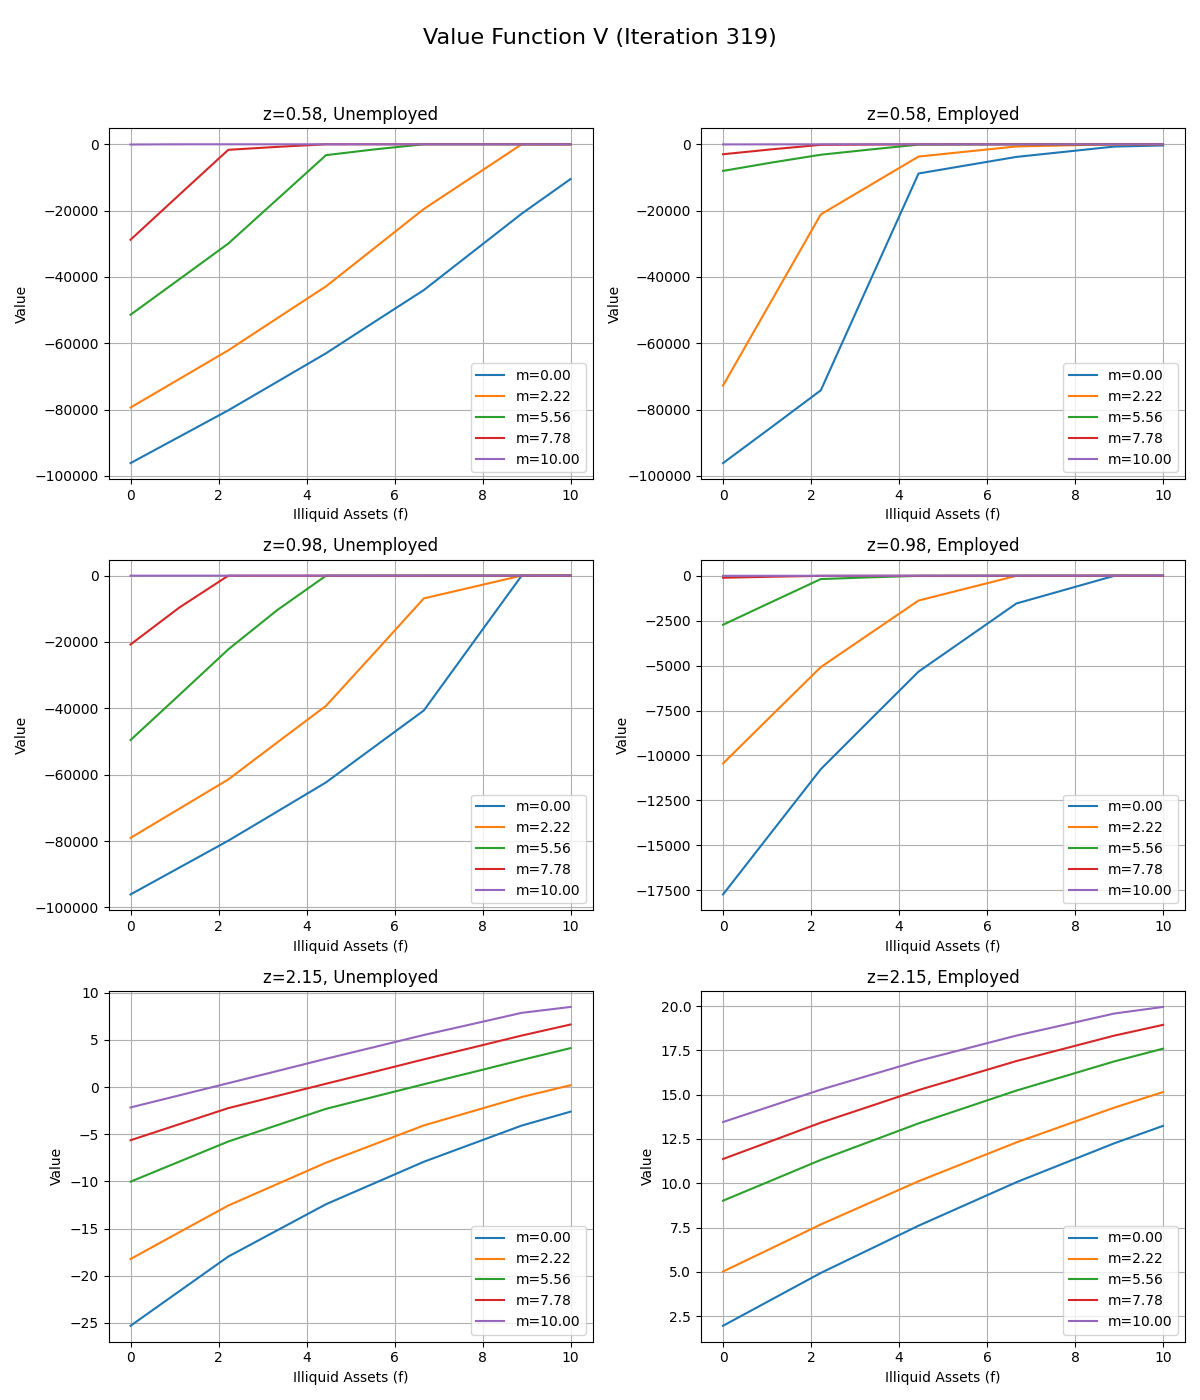 Value Function V (Iteration 319)
z=0.58, Unemployed
Value
0
−20000
−40000
−60000
−80000
−100000
0 2 4 6 8 10
Illiquid Assets (f)
m=0.00
m=2.22
m=5.56
m=7.78
m=10.00
z=0.58, Employed
Value
0
−20000
−40000
−60000
−80000
−100000
0 2 4 6 8 10
Illiquid Assets (f)
m=0.00
m=2.22
m=5.56
m=7.78
m=10.00
z=0.98, Unemployed
Value
0
−20000
−40000
−60000
−80000
−100000
0 2 4 6 8 10
Illiquid Assets (f)
m=0.00
m=2.22
m=5.56
m=7.78
m=10.00
z=0.98, Employed
Value
0
−2500
−5000
−7500
−10000
−12500
−15000
−17500
0 2 4 6 8 10
Illiquid Assets (f)
m=0.00
m=2.22
m=5.56
m=7.78
m=10.00
z=2.15, Unemployed
Value
10
5
0
−5
−10
−15
−20
−25
0 2 4 6 8 10
Illiquid Assets (f)
m=0.00
m=2.22
m=5.56
m=7.78
m=10.00
z=2.15, Employed
Value
20.0
17.5
15.0
12.5
10.0
7.5
5.0
2.5
0 2 4 6 8 10
Illiquid Assets (f)
m=0.00
m=2.22
m=5.56
m=7.78
m=10.00